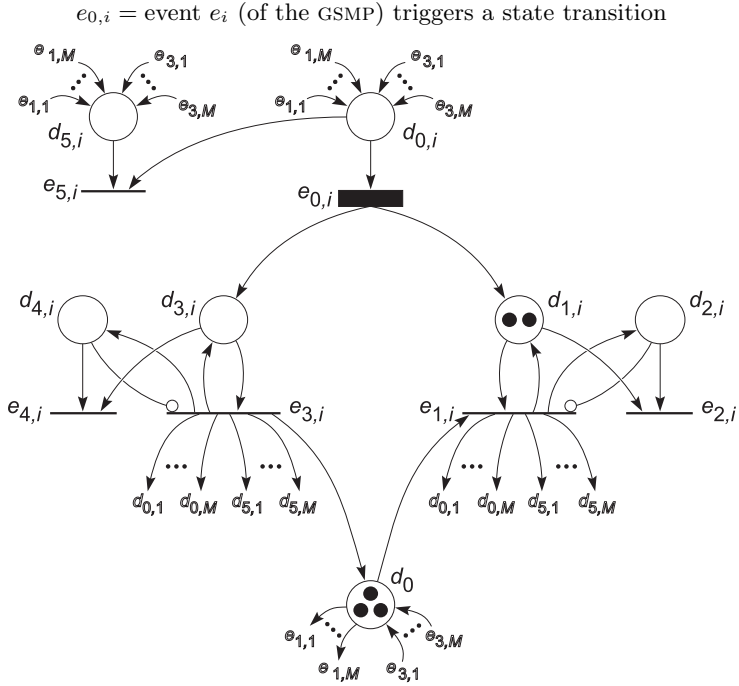 e0,i = event ei (of the GSMP) triggers a state transition
e1,M e3,1 e1,M e3,1
e1,1 e3,M e1,1 e3,M
d5,i d0,i
e5,i e0,i
d4,i d3,i d1,i d2,i
e4,i e3,i e1,i e2,i
d0,1 d0,M d5,1 d5,M d0,1 d0,M d5,1 d5,M
d0
e1,1 e3,M
e1,M e3,1